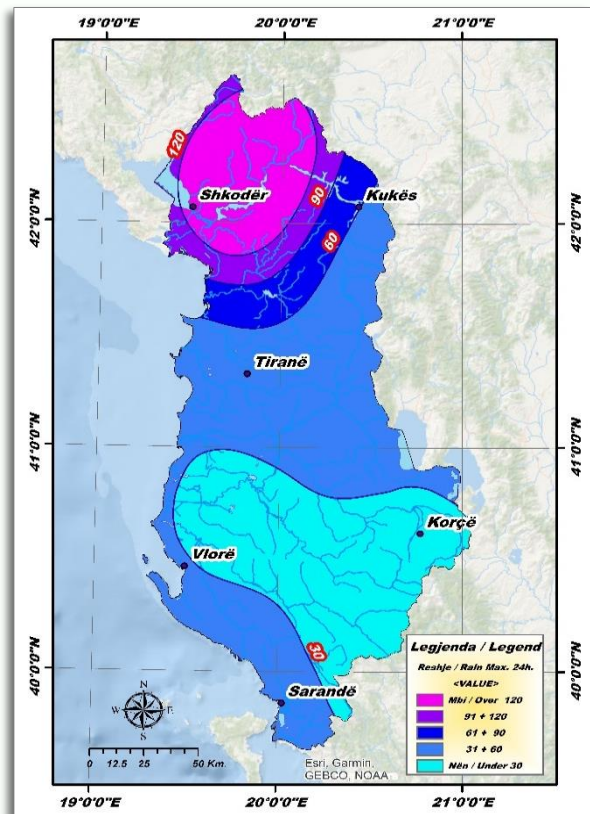 19°0'0"E 20°0'0"E 21°0'0"E
120
Shkodër
90
Kukës
42°0'0"N 42°0'0"N
60
Tiranë
41°0'0"N 41°0'0"N
Korçë
Vlorë
30
Legjenda / Legend
Reshje / Rain Max. 24h.
<VALUE>
Mbi / Over 120
91 ÷ 120
61 ÷ 90
31 ÷ 60
Nën / Under 30
40°0'0"N 40°0'0"N
Sarandë
N
W E
S
0 12.5 25 50 Km.
Esri, Garmin,
GEBCO, NOAA
19°0'0"E 20°0'0"E 21°0'0"E